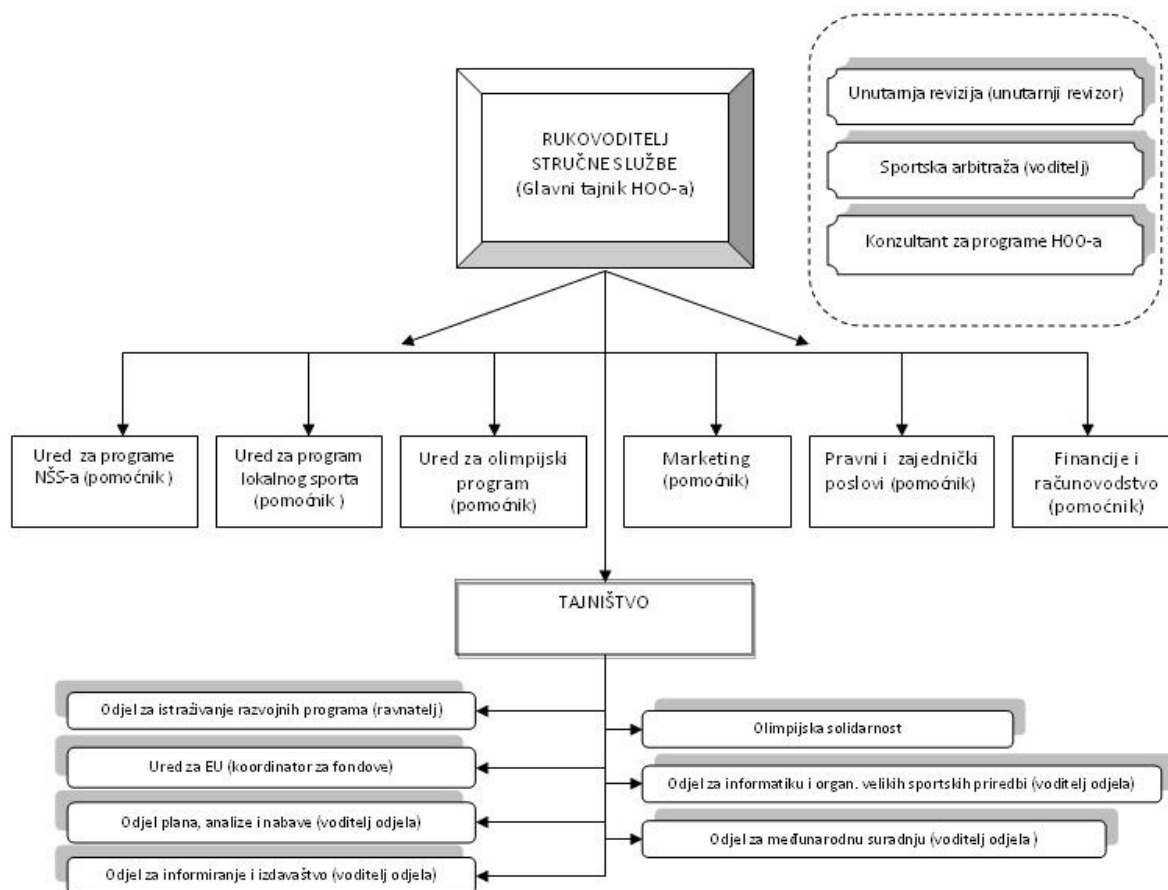 RUKOVODITELJ
STRUČNE SLUŽBE
(Glavni tajnik HOO-a)
Unutarnja revizija (unutarnji revizor)
Sportska arbitraža (voditelj)
Konzultant za programe HOO-a
Ured za programe
NŠS-a (pomoćnik )
Ured za program
lokalnog sporta
(pomoćnik )
Ured za olimpijski
program
(pomoćnik)
Marketing
(pomoćnik)
Pravni i zajednički
poslovi (pomoćnik)
Financije i
računovodstvo
(pomoćnik)
TAJNIŠTVO
Odjel za istraživanje razvojnih programa (ravnatelj)
Ured za EU (koordinator za fondove)
Odjel plana, analize i nabave (voditelj odjela)
Odjel za informiranje i izdavaštvo (voditelj odjela)
Olimpijska solidarnost
Odjel za informatiku i organ. velikih sportskih priredbi (voditelj odjela)
Odjel za međunarodnu suradnju (voditelj odjela )